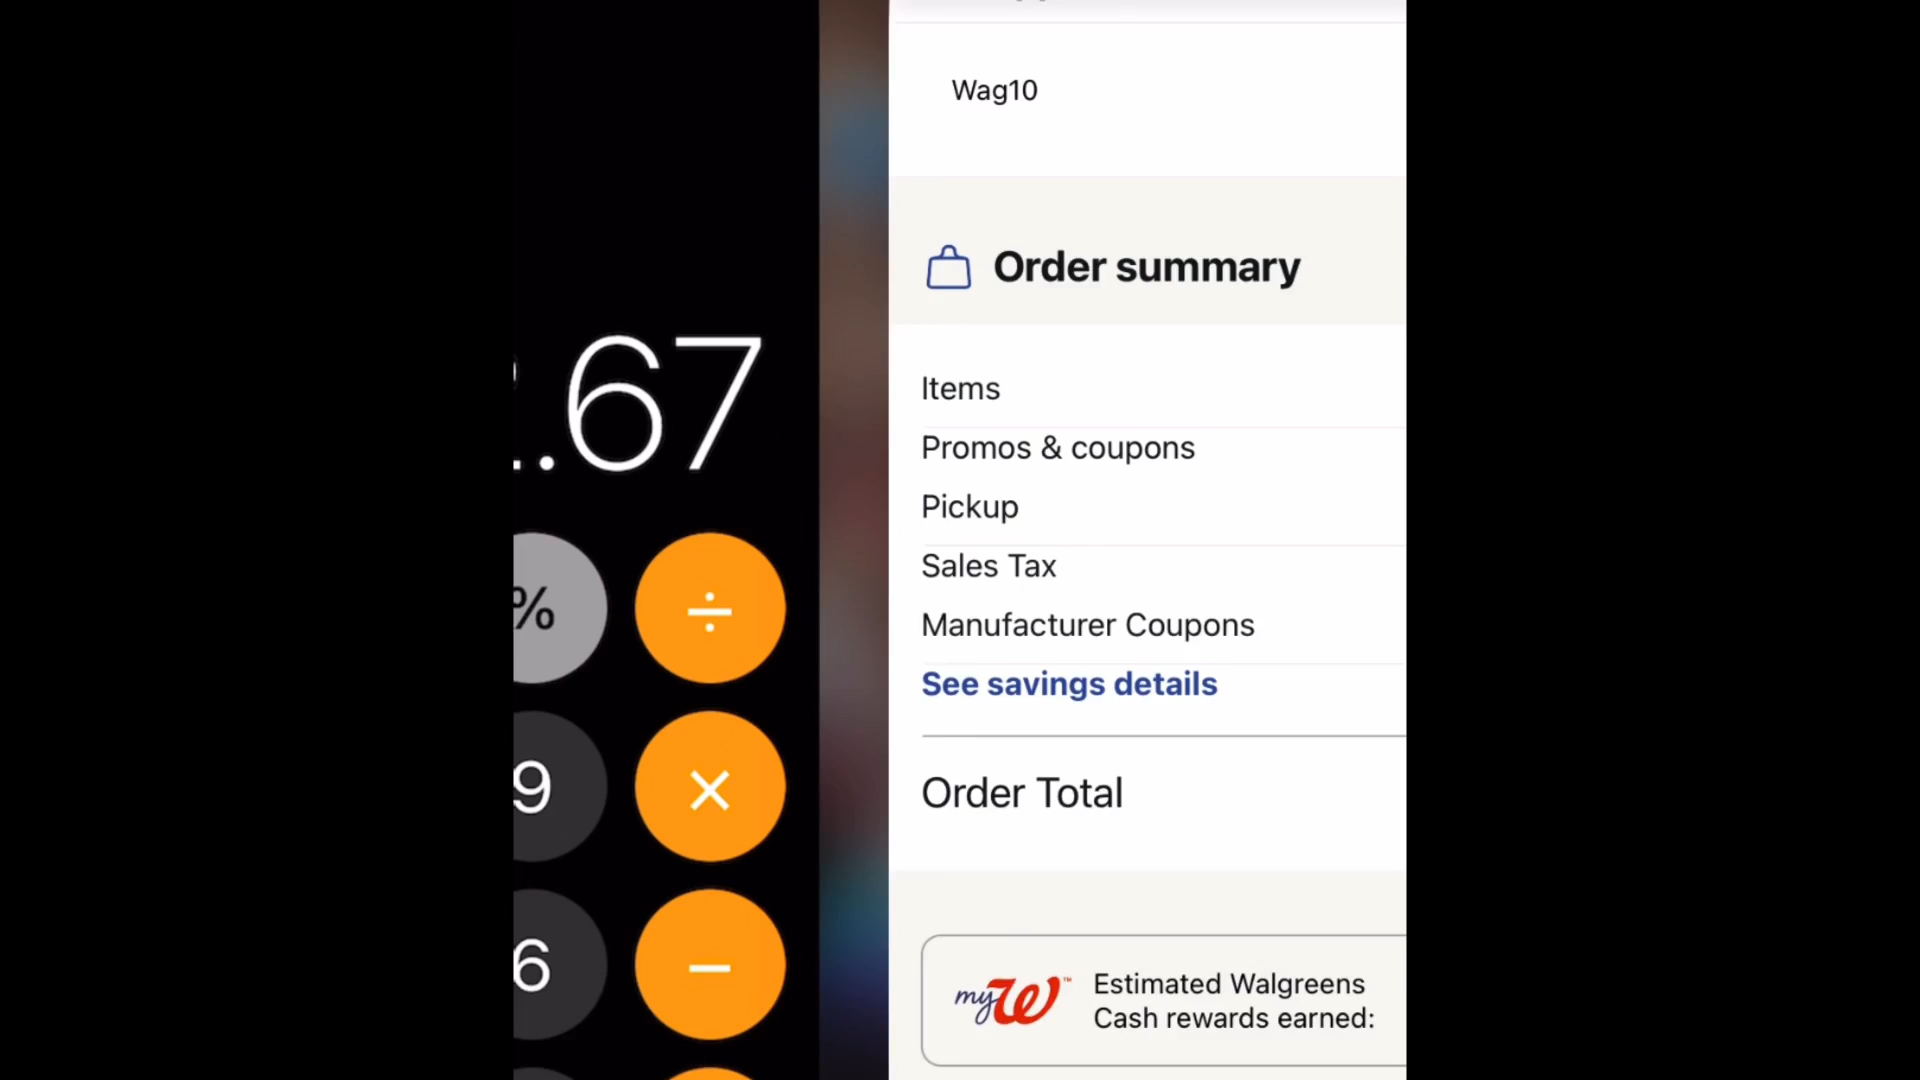 .67
%
÷
9
×
6
−
Wag10
Order summary
Items
Promos & coupons
Pickup
Sales Tax
Manufacturer Coupons
See savings details
Order Total
myW™
Estimated Walgreens
Cash rewards earned: